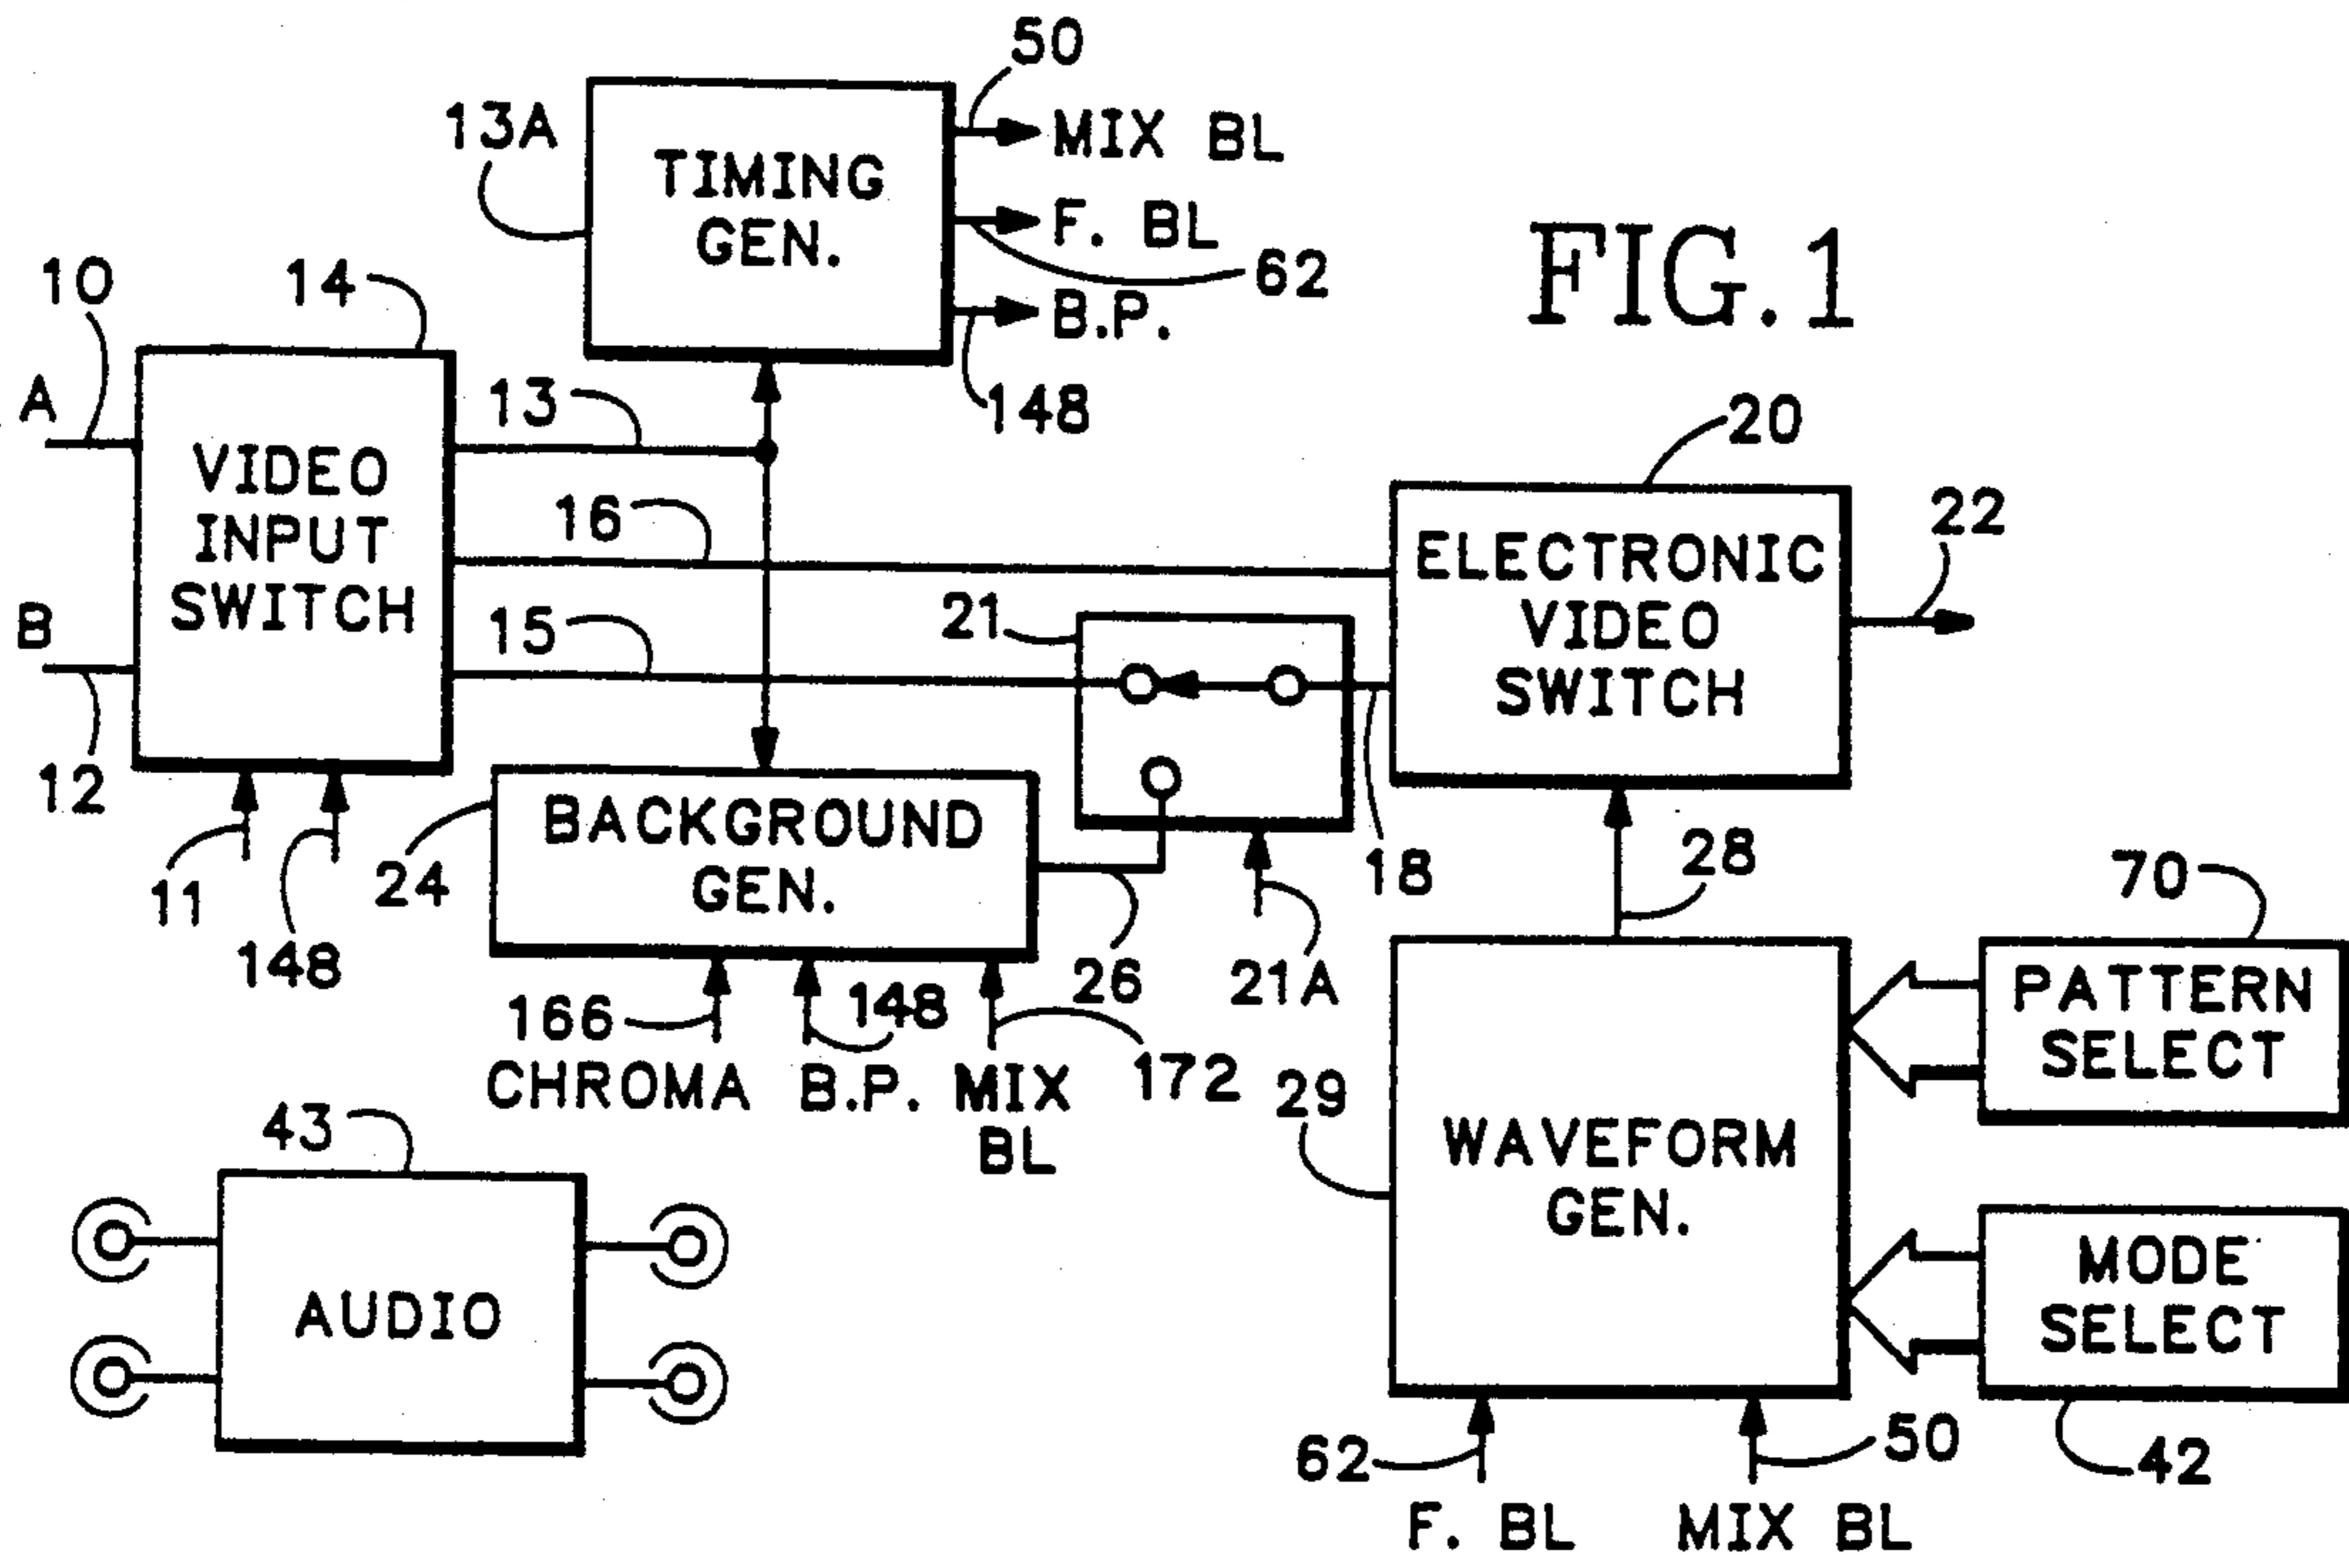 50
13A
TIMING
GEN.
MIX BL
F. BL
62
B.P.
148
FIG.1
10
14
A
13
VIDEO
INPUT
SWITCH
16
B
15
12
11
148
20
22
ELECTRONIC
VIDEO
SWITCH
21
18
24
BACKGROUND
GEN.
26
21A
28
70
166
148
172
CHROMA
B.P.
MIX
BL
29
WAVEFORM
GEN.
PATTERN
SELECT
MODE
SELECT
43
AUDIO
62
50
42
F. BL
MIX BL